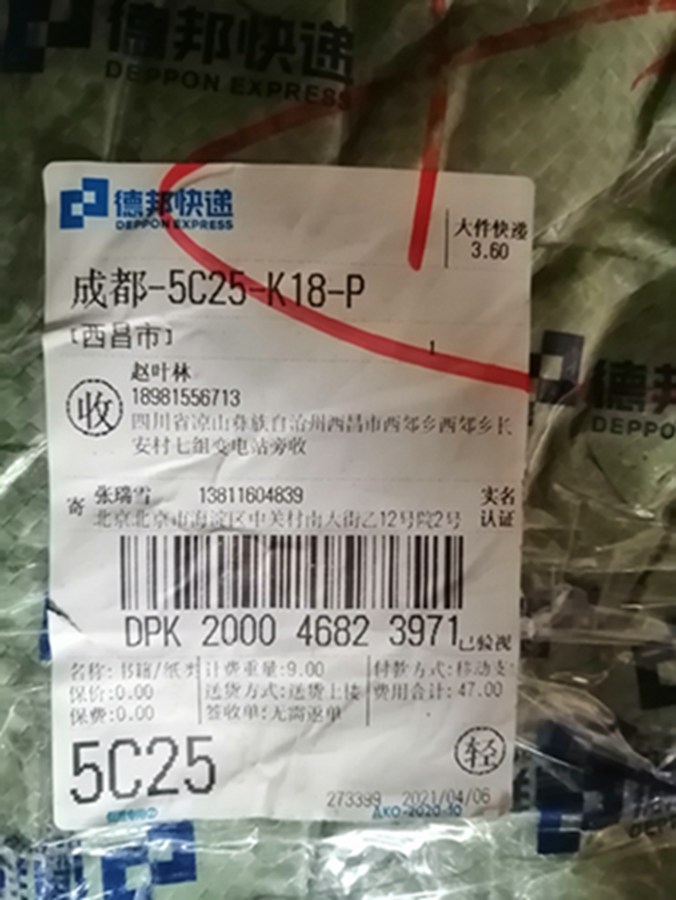 德邦快递
DEPPON EXPRESS
德邦快递
DEPPON EXPRESS
大件快递
3.60
成都-5C25-K18-P
[西昌市]
1
收
赵叶林
18981556713
四川省凉山彝族自治州西昌市西郊乡西郊乡长
安村七组变电站旁收
寄 张瑞雪 13811604839 实名
北京北京市海淀区中关村南大街乙12号院2号 认证
DPK 2000 4682 3971 已验视
名称: 书籍/纸类 计费重量:9.00 付款方式:移动支
保价:0.00 送货方式:送货上楼 费用合计:47.00
保费:0.00 签收单:无需返单
5C25
轻
273399 2021/04/06
AKO-2020-10
德邦
DEPPO
DEPPON